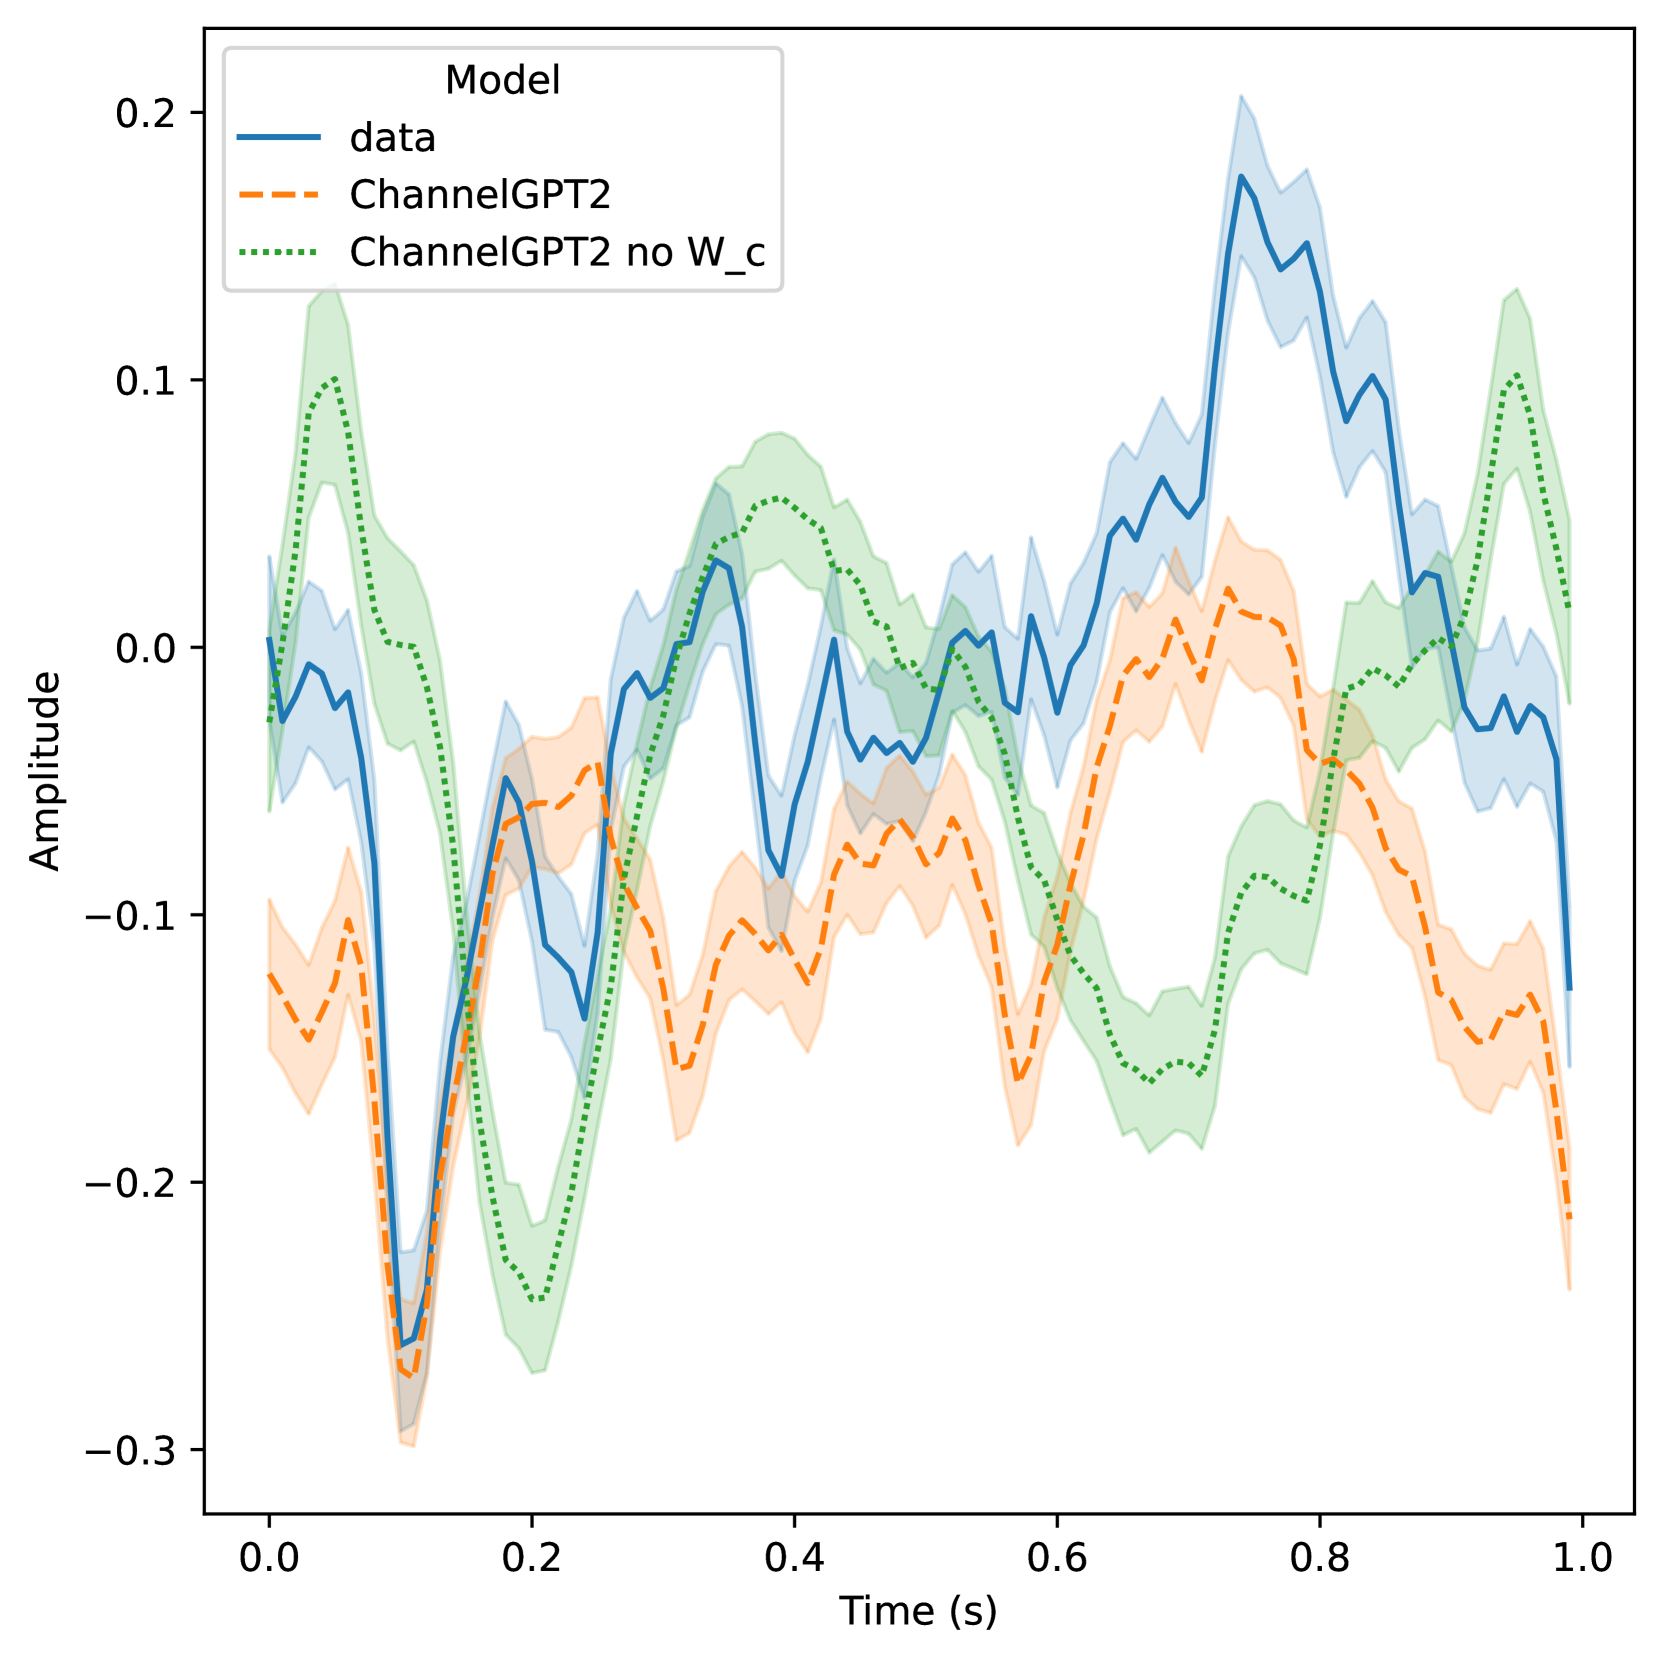 Model
data
ChannelGPT2
ChannelGPT2 no W_c
Amplitude
0.2
0.1
0.0
−0.1
−0.2
−0.3
0.0 0.2 0.4 0.6 0.8 1.0
Time (s)